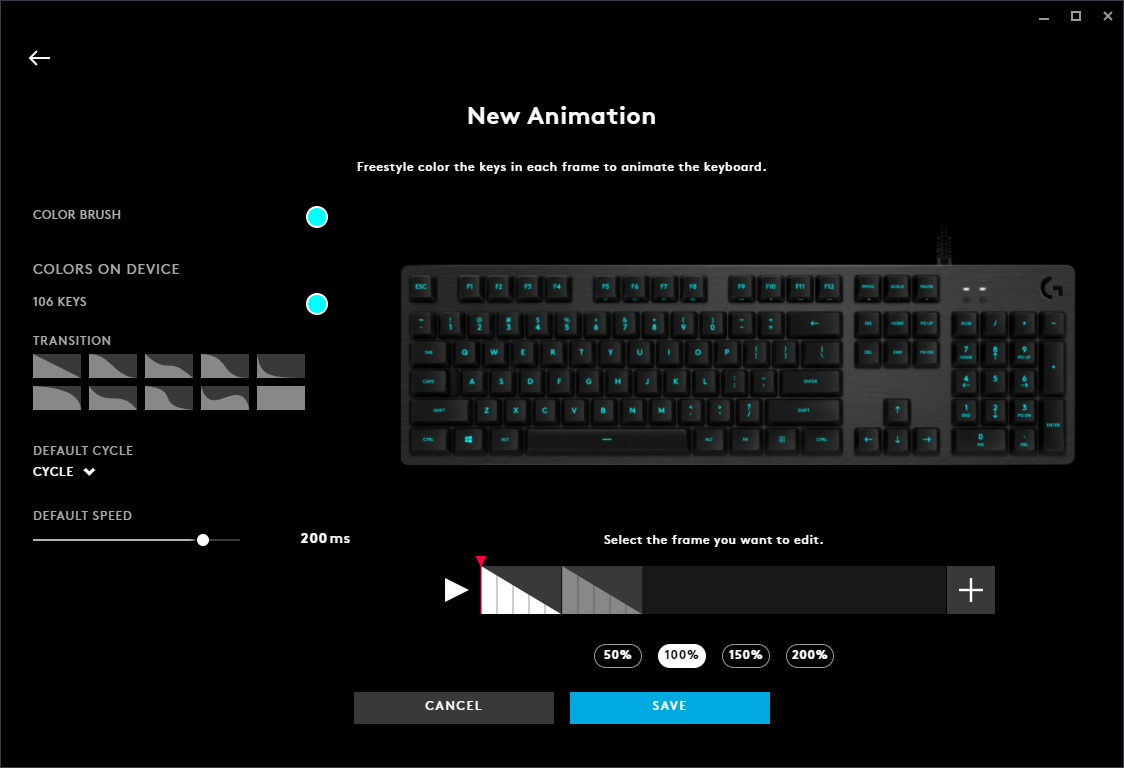 New Animation
Freestyle color the keys in each frame to animate the keyboard.
COLOR BRUSH
COLORS ON DEVICE
106 KEYS
TRANSITION
DEFAULT CYCLE
CYCLE
DEFAULT SPEED
200 ms
ESC F1 F2 F3 F4 F5 F6 F7 F8 F9 F10 F11 F12 PRTSC SCRLK PAUSE
~ ! @ # $ % ^ & * ( ) _ +
1 2 3 4 5 6 7 8 9 0 - = ← INS HOME PG UP NUM / * -
TAB Q W E R T Y U I O P { [ } ] | \ DEL END PG DN 7 HOME 8 ↑ 9 PG UP +
CAPS A S D F G H J K L ENTER 4 ← 5 6 →
SHIFT Z X C V B N M < , > . ? / SHIFT ↑ 1 END 2 ↓ 3 PG DN ENTER
CTRL ALT ALT FN CTRL ← ↓ → 0 INS . DEL
Select the frame you want to edit.
50% 100% 150% 200%
CANCEL SAVE